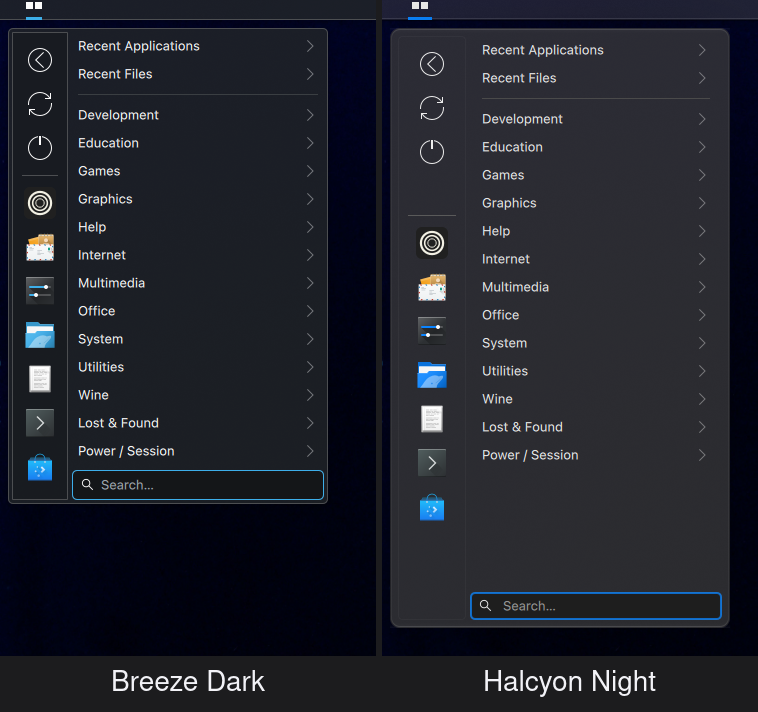 Recent Applications
Recent Files
Development
Education
Games
Graphics
Help
Internet
Multimedia
Office
System
Utilities
Wine
Lost & Found
Power / Session
Search...
Breeze Dark
Recent Applications
Recent Files
Development
Education
Games
Graphics
Help
Internet
Multimedia
Office
System
Utilities
Wine
Lost & Found
Power / Session
Search...
Halcyon Night